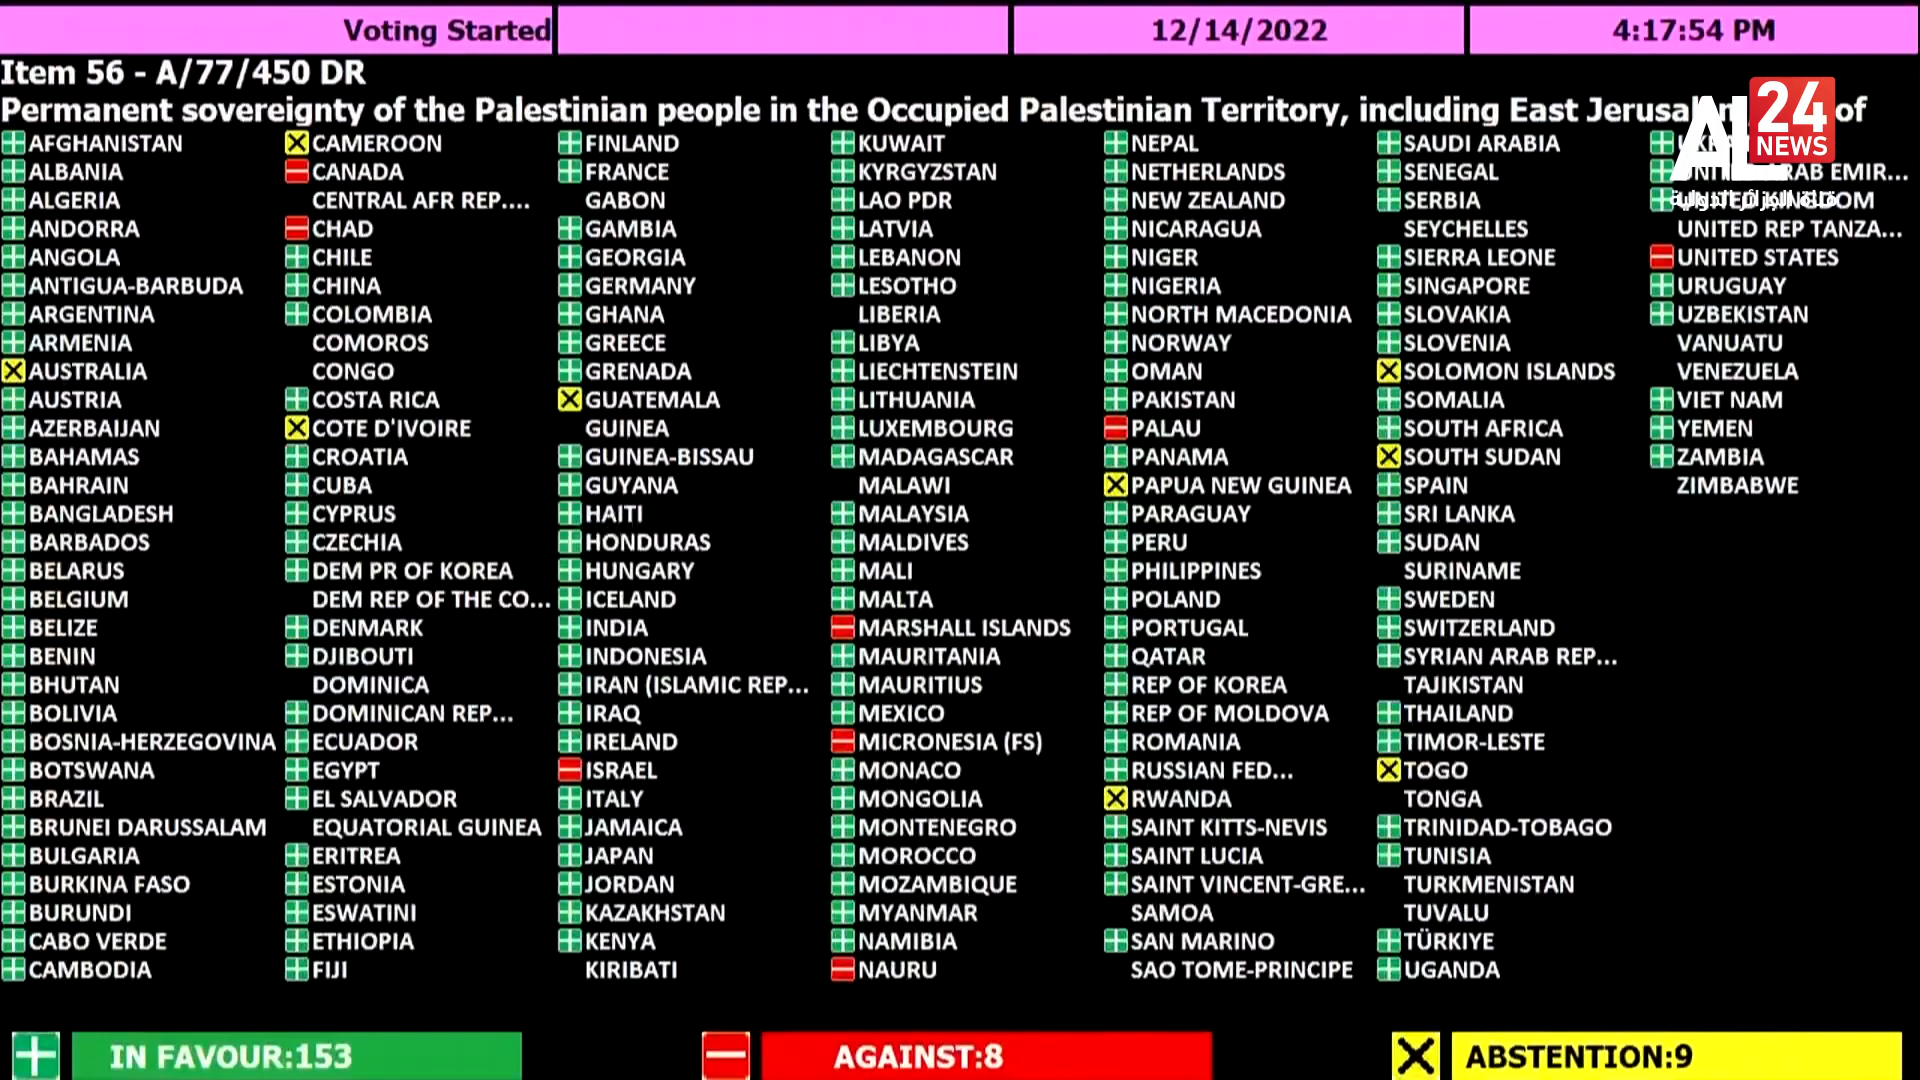 Voting Started 12/14/2022 4:17:54 PM
Item 56 - A/77/450 DR
Permanent sovereignty of the Palestinian people in the Occupied Palestinian Territory, including East of
AL 24 NEWS
AFGHANISTAN CAMEROON FINLAND KUWAIT NEPAL SAUDI ARABIA
ALBANIA CANADA FRANCE KYRGYZSTAN NETHERLANDS SENEGAL EMIR...
ALGERIA CENTRAL AFR REP.... GABON LAO PDR NEW ZEALAND SERBIA UNITED KINGDOM
ANDORRA CHAD GAMBIA LATVIA NICARAGUA SEYCHELLES UNITED REP TANZA...
ANGOLA CHILE GEORGIA LEBANON NIGER SIERRA LEONE UNITED STATES
ANTIGUA-BARBUDA CHINA GERMANY LESOTHO NIGERIA SINGAPORE URUGUAY
ARGENTINA COLOMBIA GHANA LIBERIA NORTH MACEDONIA SLOVAKIA UZBEKISTAN
ARMENIA COMOROS GREECE LIBYA NORWAY SLOVENIA VANUATU
AUSTRALIA CONGO GRENADA LIECHTENSTEIN OMAN SOLOMON ISLANDS VENEZUELA
AUSTRIA COSTA RICA GUATEMALA LITHUANIA PAKISTAN SOMALIA VIET NAM
AZERBAIJAN COTE D'IVOIRE GUINEA LUXEMBOURG PALAU SOUTH AFRICA YEMEN
BAHAMAS CROATIA GUINEA-BISSAU MADAGASCAR PANAMA SOUTH SUDAN ZAMBIA
BAHRAIN CUBA GUYANA MALAWI PAPUA NEW GUINEA SPAIN ZIMBABWE
BANGLADESH CYPRUS HAITI MALAYSIA PARAGUAY SRI LANKA
BARBADOS CZECHIA HONDURAS MALDIVES PERU SUDAN
BELARUS DEM PR OF KOREA HUNGARY MALI PHILIPPINES SURINAME
BELGIUM DEM REP OF THE CO... ICELAND MALTA POLAND SWEDEN
BELIZE DENMARK INDIA MARSHALL ISLANDS PORTUGAL SWITZERLAND
BENIN DJIBOUTI INDONESIA MAURITANIA QATAR SYRIAN ARAB REP...
BHUTAN DOMINICA IRAN (ISLAMIC REP... MAURITIUS REP OF KOREA TAJIKISTAN
BOLIVIA DOMINICAN REP... IRAQ MEXICO REP OF MOLDOVA THAILAND
BOSNIA-HERZEGOVINA ECUADOR IRELAND MICRONESIA (FS) ROMANIA TIMOR-LESTE
BOTSWANA EGYPT ISRAEL MONACO RUSSIAN FED... TOGO
BRAZIL EL SALVADOR ITALY MONGOLIA RWANDA TONGA
BRUNEI DARUSSALAM EQUATORIAL GUINEA JAMAICA MONTENEGRO SAINT KITTS-NEVIS TRINIDAD-TOBAGO
BULGARIA ERITREA JAPAN MOROCCO SAINT LUCIA TUNISIA
BURKINA FASO ESTONIA JORDAN MOZAMBIQUE SAINT VINCENT-GRE... TURKMENISTAN
BURUNDI ESWATINI KAZAKHSTAN MYANMAR SAMOA TUVALU
CABO VERDE ETHIOPIA KENYA NAMIBIA SAN MARINO TÜRKIYE
CAMBODIA FIJI KIRIBATI NAURU SAO TOME-PRINCIPE UGANDA
IN FAVOUR:153 AGAINST:8 ABSTENTION:9